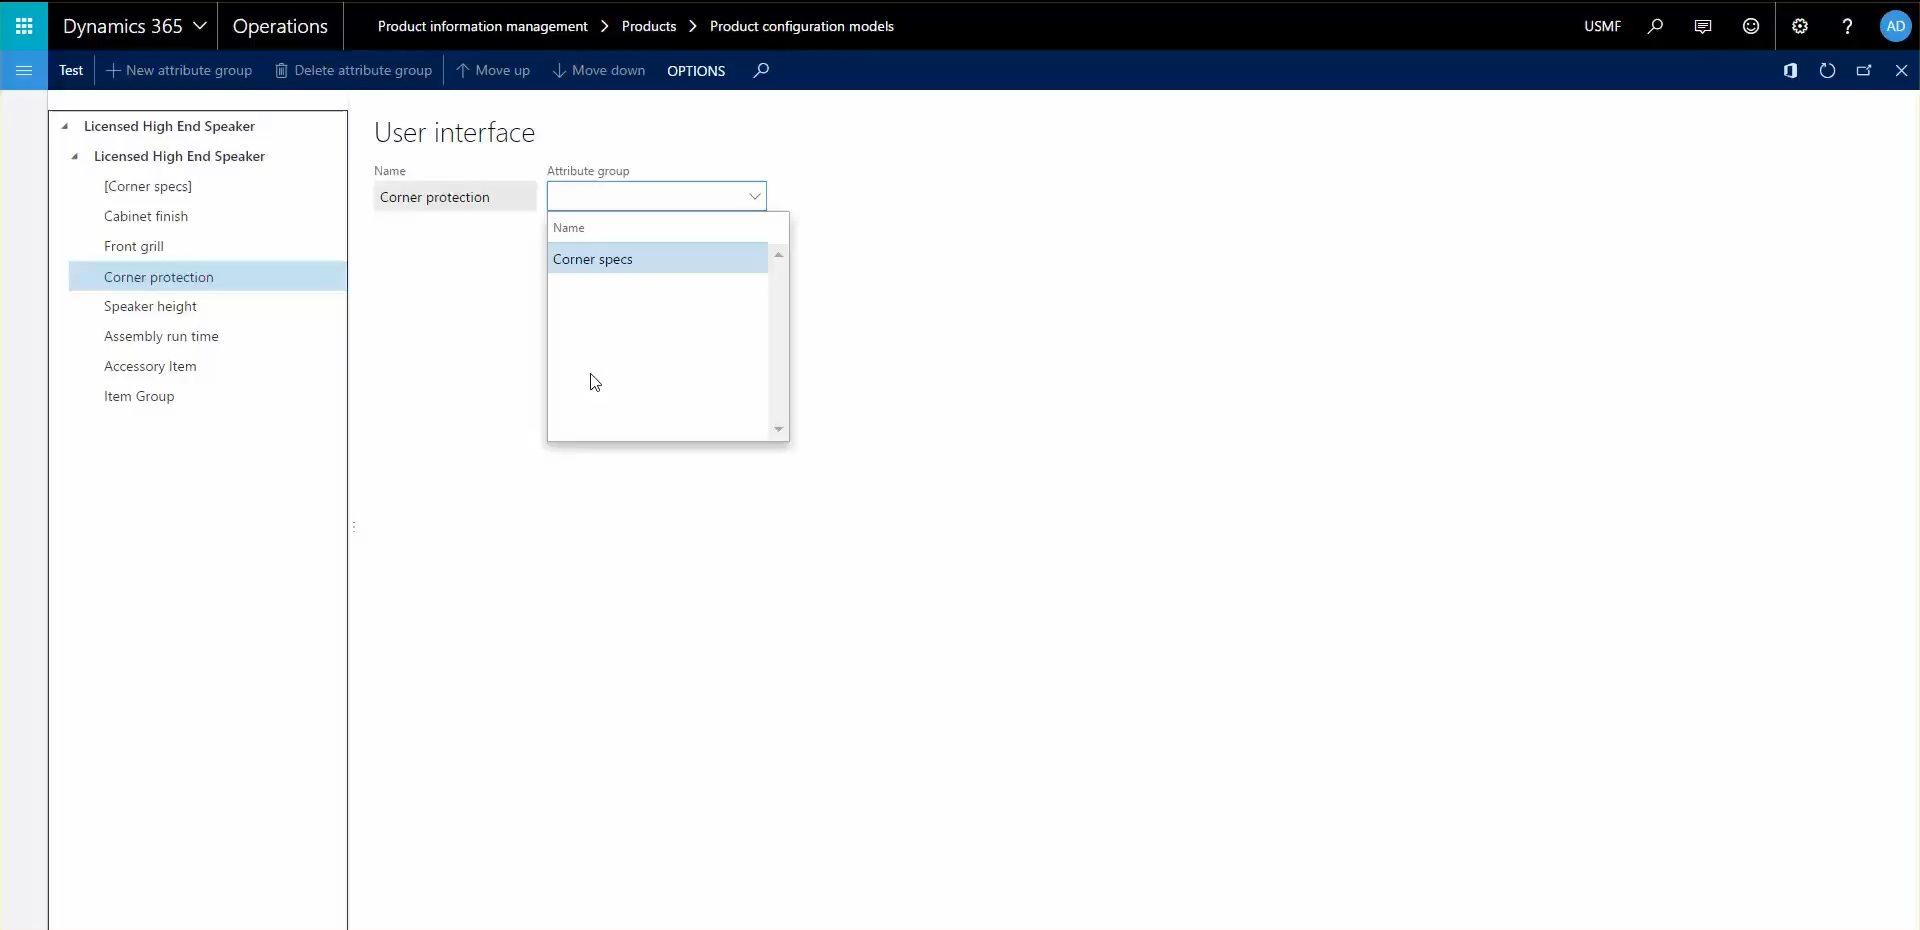 Dynamics 365 Operations Product information management Products Product configuration models USMF ? AD
Test New attribute group Delete attribute group Move up Move down OPTIONS
Licensed High End Speaker
Licensed High End Speaker
[Corner specs]
Cabinet finish
Front grill
Corner protection
Speaker height
Assembly run time
Accessory Item
Item Group
User interface
Name Attribute group
Corner protection
Name
Corner specs